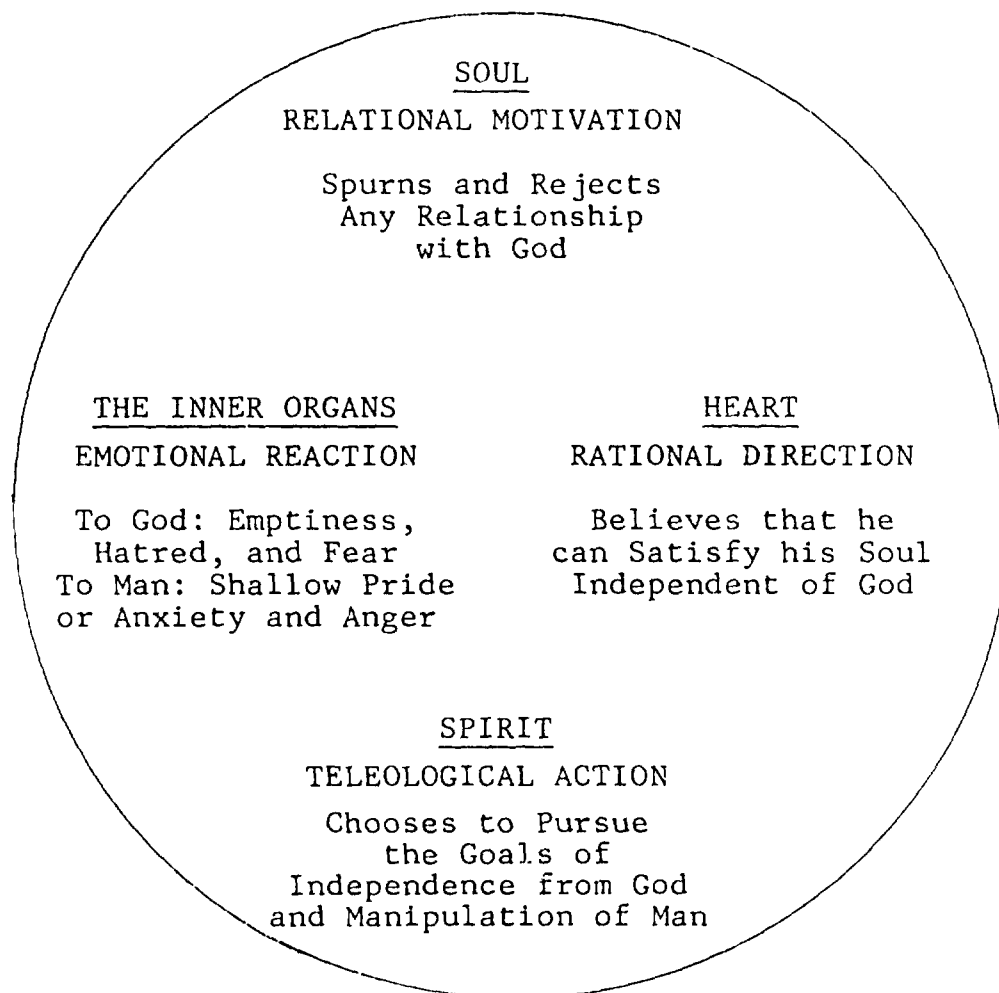 SOUL
RELATIONAL MOTIVATION
Spurns and Rejects
Any Relationship
with God
THE INNER ORGANS
EMOTIONAL REACTION
To God: Emptiness,
Hatred, and Fear
To Man: Shallow Pride
or Anxiety and Anger
HEART
RATIONAL DIRECTION
Believes that he
can Satisfy his Soul
Independent of God
SPIRIT
TELEOLOGICAL ACTION
Chooses to Pursue
the Goals of
Independence from God
and Manipulation of Man